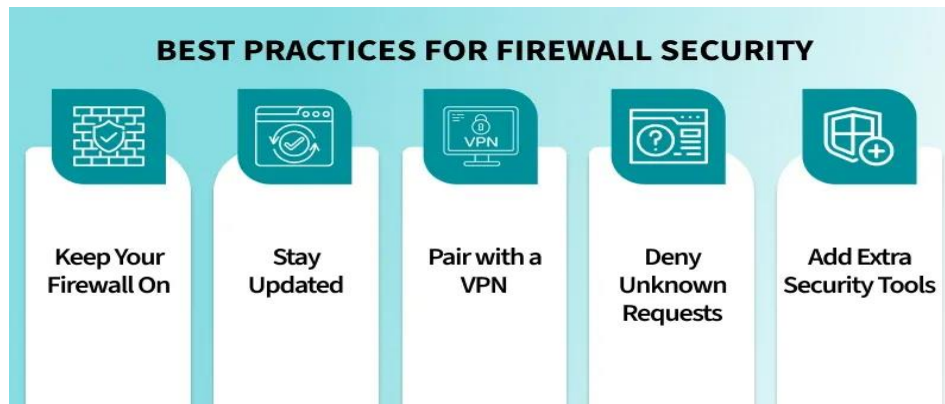 BEST PRACTICES FOR FIREWALL SECURITY
VPN
Keep Your
Firewall On
Stay
Updated
Pair with a
VPN
Deny
Unknown
Requests
Add Extra
Security Tools